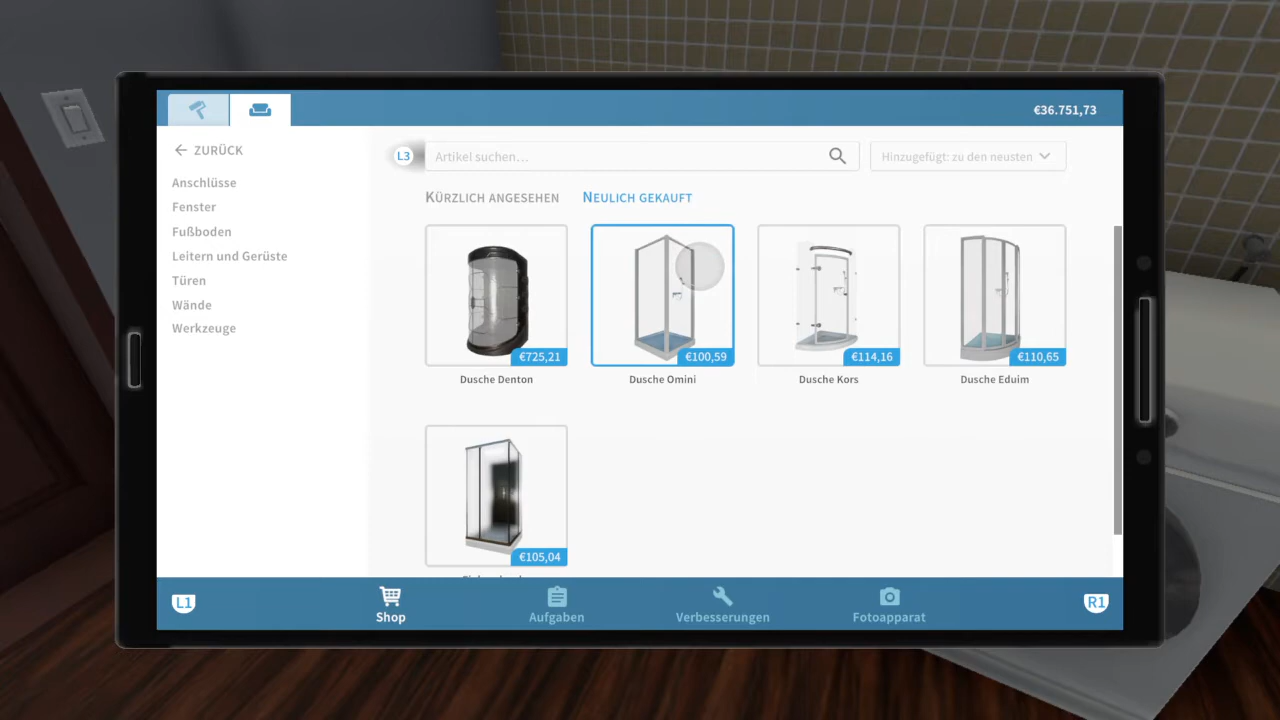 €36.751,73
ZURÜCK
Anschlüsse
Fenster
Fußboden
Leitern und Gerüste
Türen
Wände
Werkzeuge
L3
Artikel suchen...
Hinzugefügt: zu den neusten
KÜRZLICH ANGESEHEN
NEULICH GEKAUFT
€725,21
€100,59
€114,16
€110,65
Dusche Denton
Dusche Omini
Dusche Kors
Dusche Eduim
€105,04
L1
Shop
Aufgaben
Verbesserungen
Fotoapparat
R1